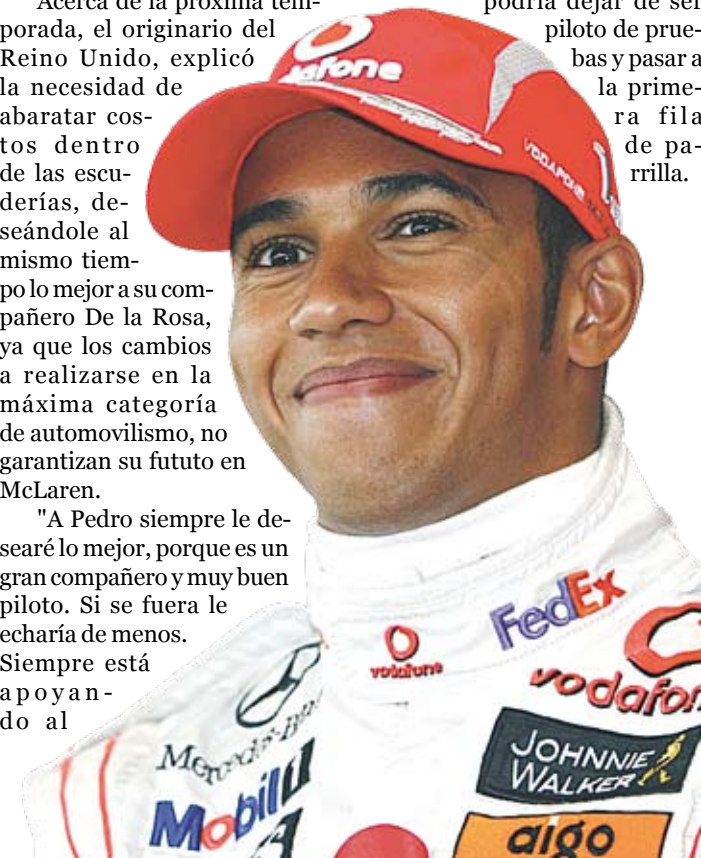 Acerca de la próxima tem-
porada, el originario del
Reino Unido, explicó
la necesidad de
abaratar cos-
tos dentro
de las escu-
derías, de-
seándole al
mismo tiem-
po lo mejor a su com-
pañero De la Rosa,
ya que los cambios
a realizarse en la
máxima categoría
de automovilismo, no
garantizan su fututo en
McLaren.
"A Pedro siempre le de-
searé lo mejor, porque es un
gran compañero y muy buen
piloto. Si se fuera le
echaría de menos.
Siempre está
apoyan-
do al
podría dejar de ser
piloto de prue-
bas y pasar a
la prime-
ra fila
de pa-
rrilla.
dafone
VODAFONE
FedEx
vodafone
vodafon
Mercedes-Benz
Mobil 1
JOHNNIE
WALKER
aigo